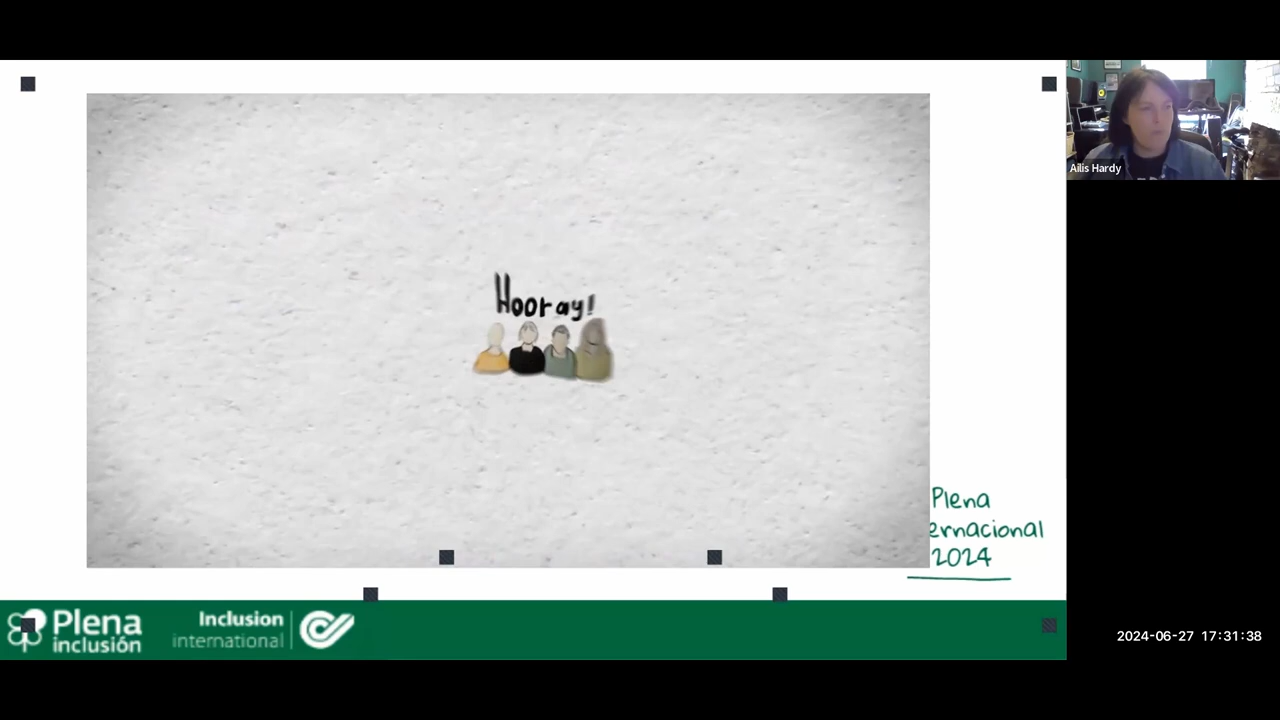 Hooray!
Plena
ernacional
2024
Plena
inclusión
Inclusion
international
Ailis Hardy
2024-06-27 17:31:38